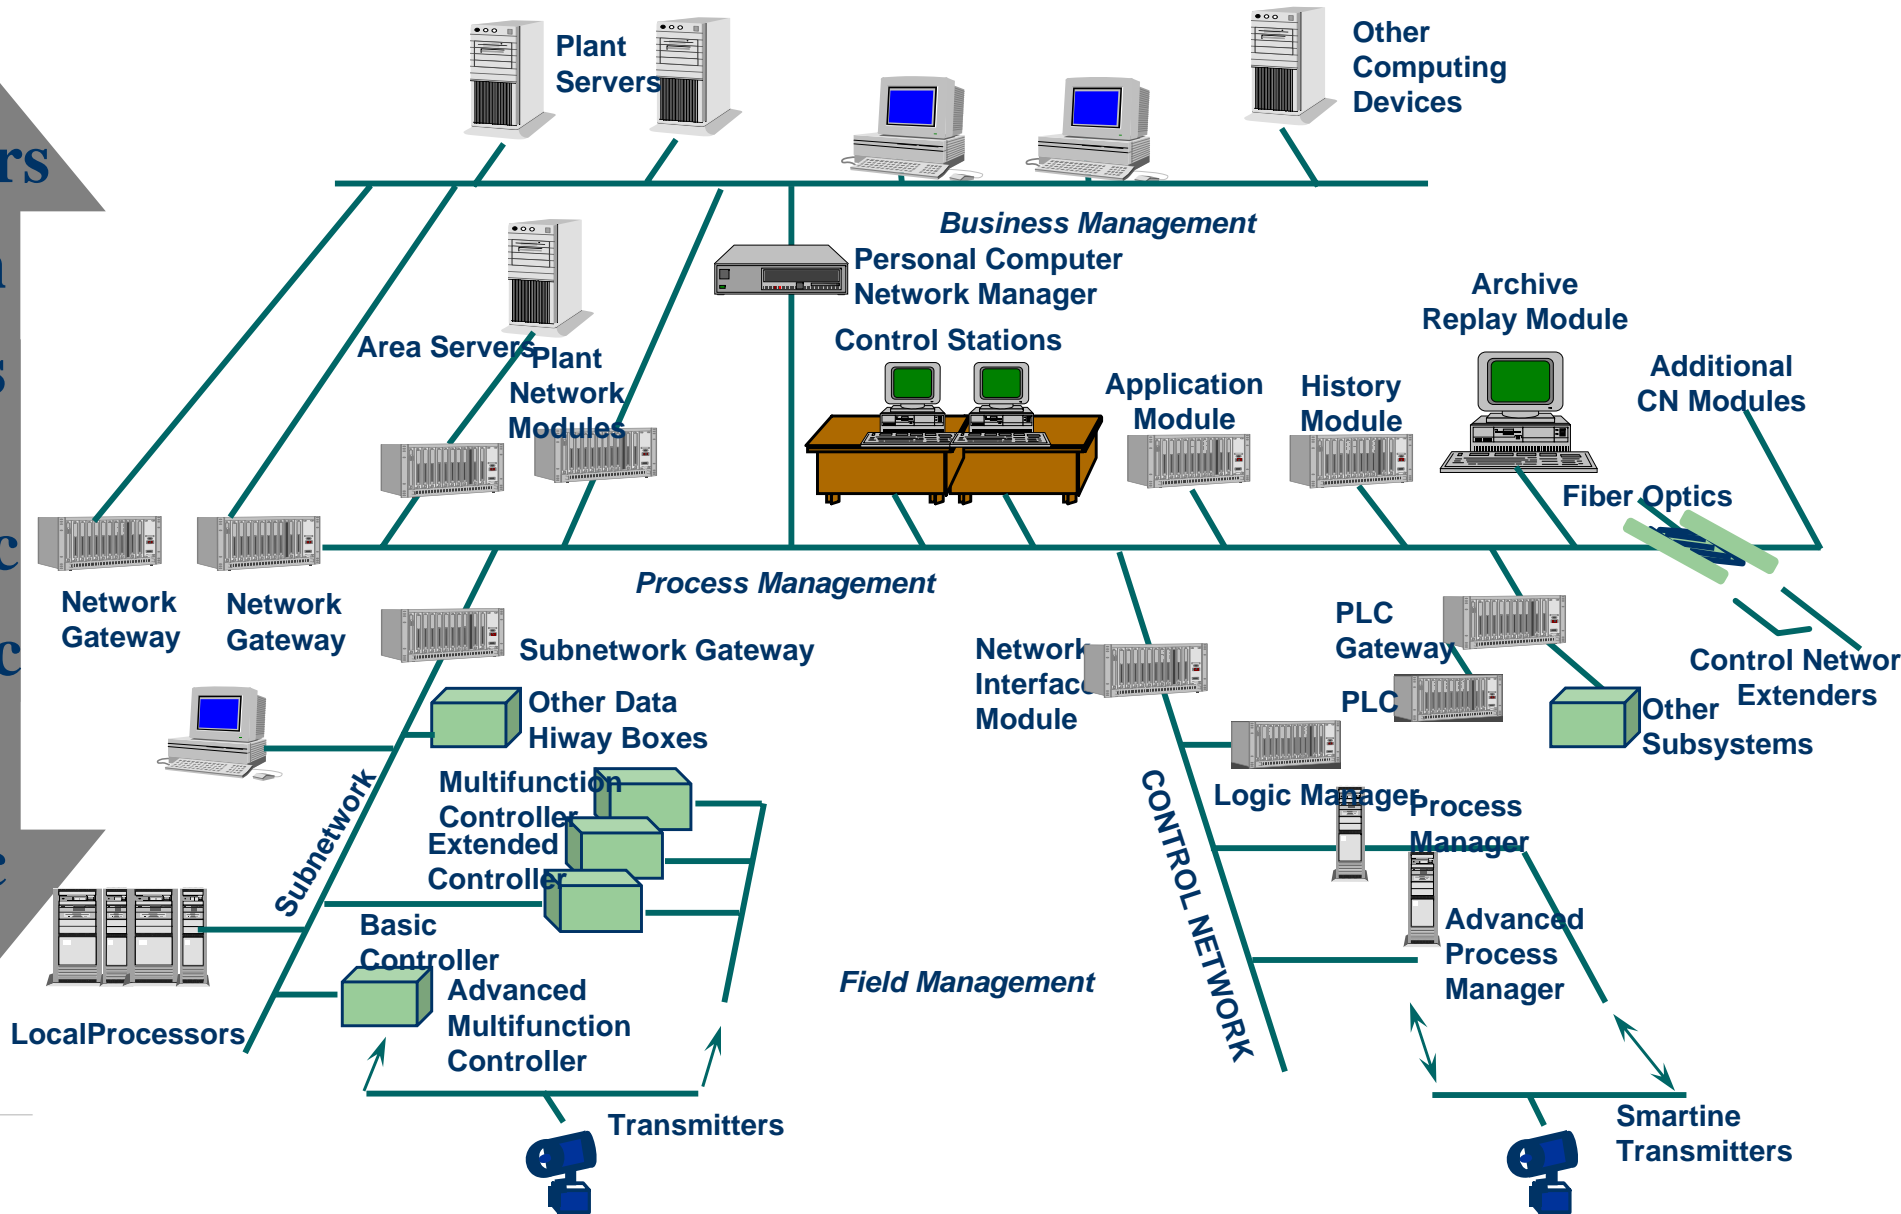 Plant
Servers
Other
Computing
Devices
rs
Business Management
Personal Computer
Network Manager
Archive
Replay Module
Area Servers
Plant
Network
Modules
Control Stations
Application
Module
History
Module
Additional
CN Modules
s
Fiber Optics
c
Process Management
Network
Gateway
Network
Gateway
Subnetwork Gateway
Network
Interface
Module
PLC
Gateway
PLC
Control Networ
Extenders
c
Other Data
Hiway Boxes
Other
Subsystems
Multifunction
Controller
Extended
Controller
Subnetwork
CONTROL NETWORK
Logic Manager
Process
Manager
c
Basic
Controller
Advanced
Multifunction
Controller
Field Management
Advanced
Process
Manager
LocalProcessors
Transmitters
Smartine
Transmitters